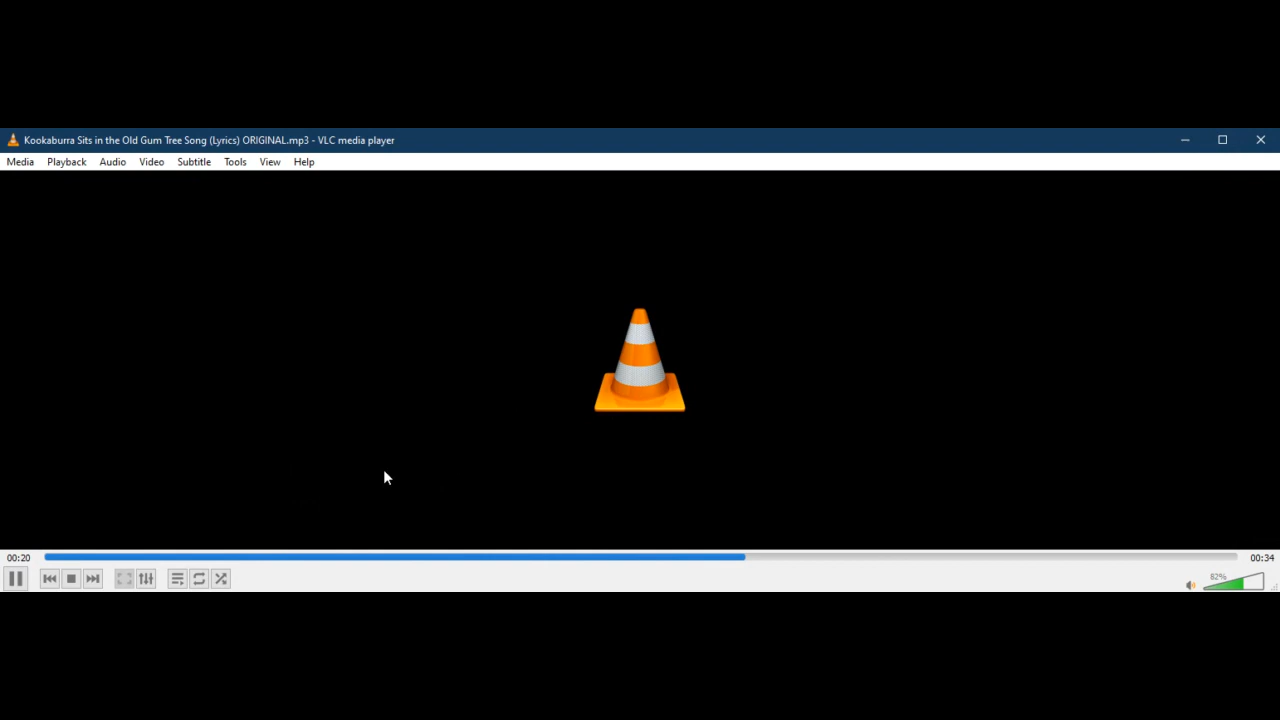 Kookaburra Sits in the Old Gum Tree Song (Lyrics) ORIGINAL.mp3 - VLC media player
Media Playback Audio Video Subtitle Tools View Help
00:20 00:34
82%